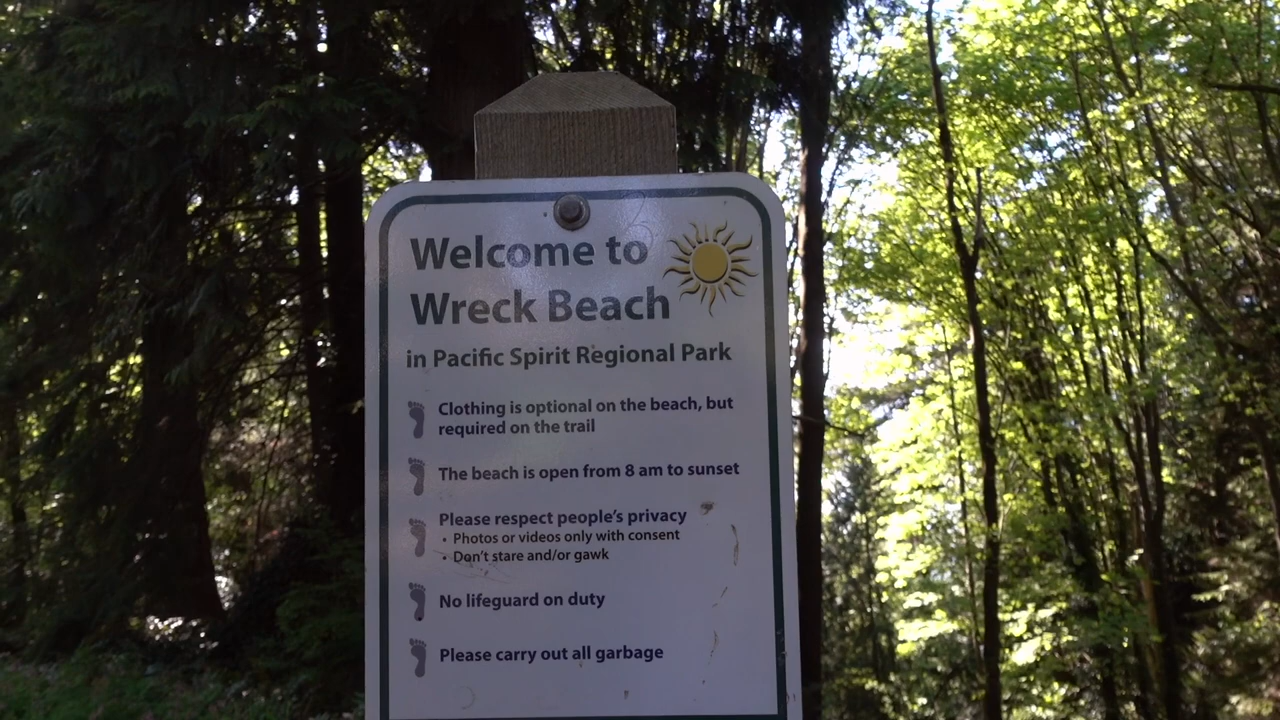 Welcome to
Wreck Beach
in Pacific Spirit Regional Park
Clothing is optional on the beach, but
required on the trail
The beach is open from 8 am to sunset
Please respect people's privacy
• Photos or videos only with consent
• Don't stare and/or gawk
No lifeguard on duty
Please carry out all garbage